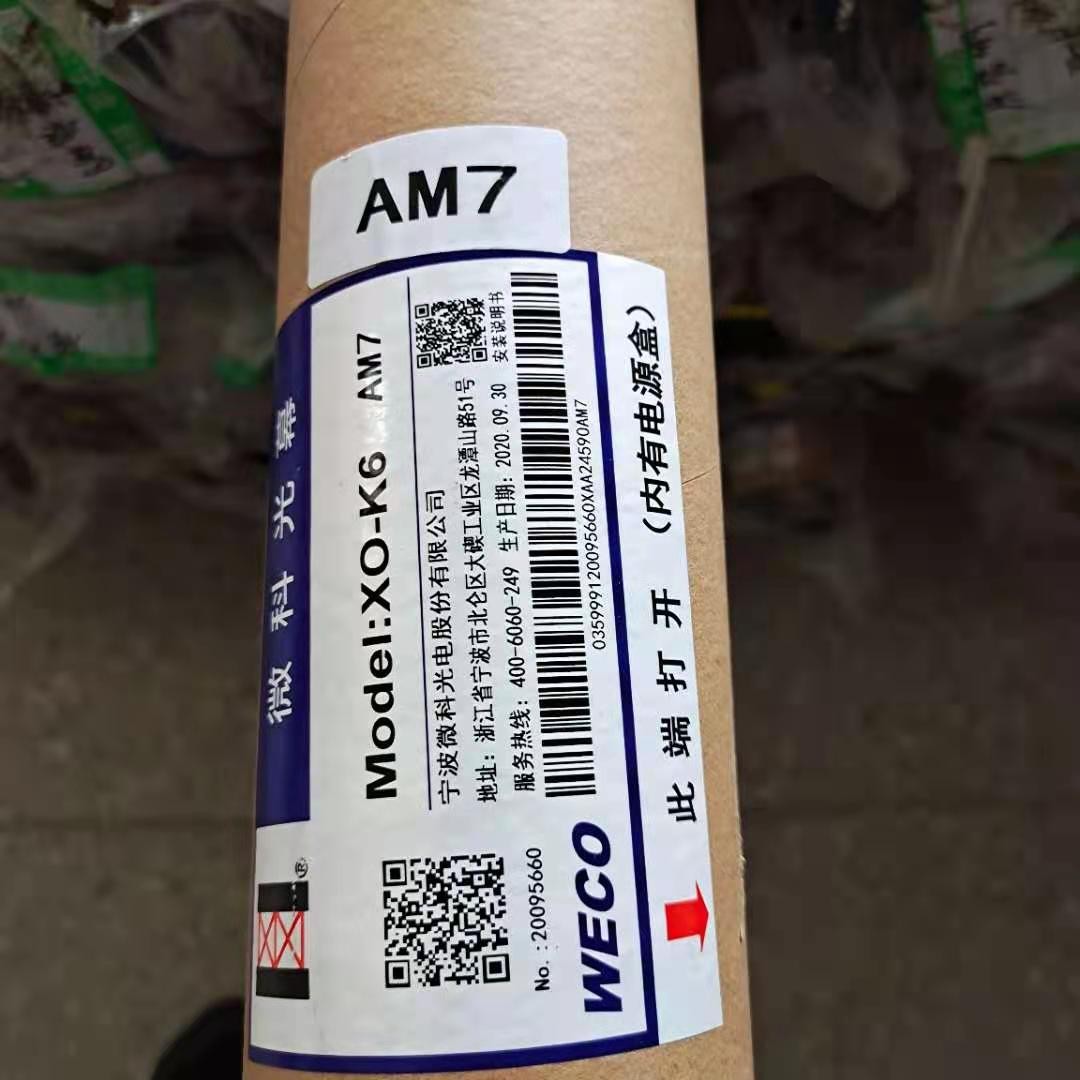 AM7
微科光幕
Model:XO-K6 AM7
宁波微科光电股份有限公司
地址：浙江省宁波市北仑区大碶工业区龙潭山路51号
服务热线：400-6060-249 生产日期：2020.09.30
安装说明书
035999120095660XAA24590AM7
No.:20095660
WECO
®
此端打开（内有电源盒）